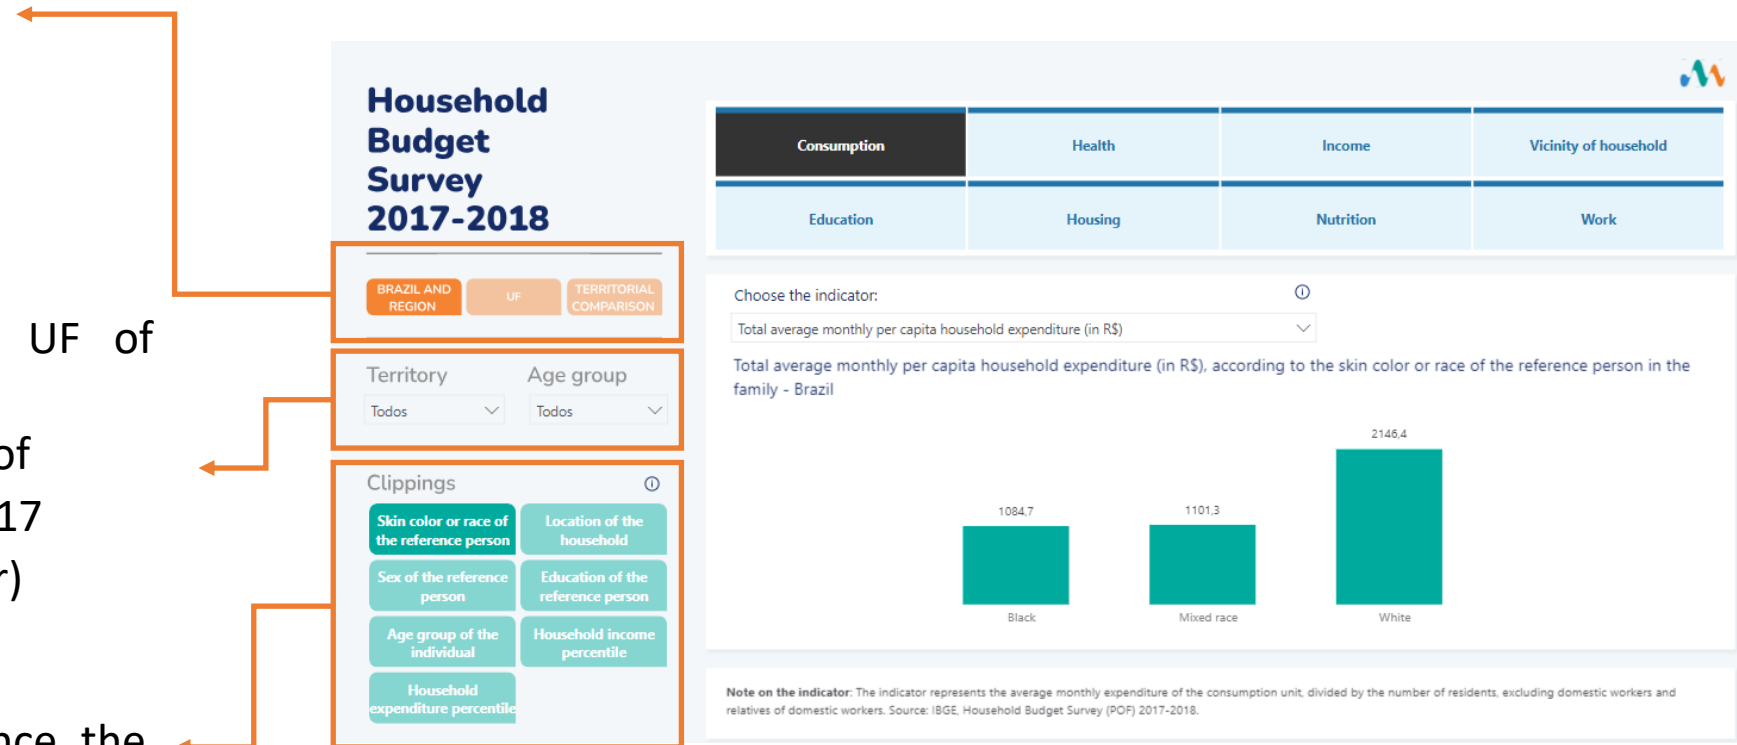 UF of
of
17
r)
nce the
Household
Budget
Survey
2017-2018
BRAZIL AND
REGION
UF
TERRITORIAL
COMPARISON
Territory
Age group
Todos
Todos
Clippings
Skin color or race of
the reference person
Location of the
household
Sex of the reference
person
Education of the
reference person
Age group of the
individual
Household income
percentile
Household
expenditure percentile
Consumption
Health
Income
Vicinity of household
Education
Housing
Nutrition
Work
Choose the indicator:
Total average monthly per capita household expenditure (in R$)
Total average monthly per capita household expenditure (in R$), according to the skin color or race of the reference person in the
family - Brazil
1084,7
1101,3
2146,4
Black
Mixed race
White
Note on the indicator: The indicator represents the average monthly expenditure of the consumption unit, divided by the number of residents, excluding domestic workers and
relatives of domestic workers. Source: IBGE, Household Budget Survey (POF) 2017-2018.